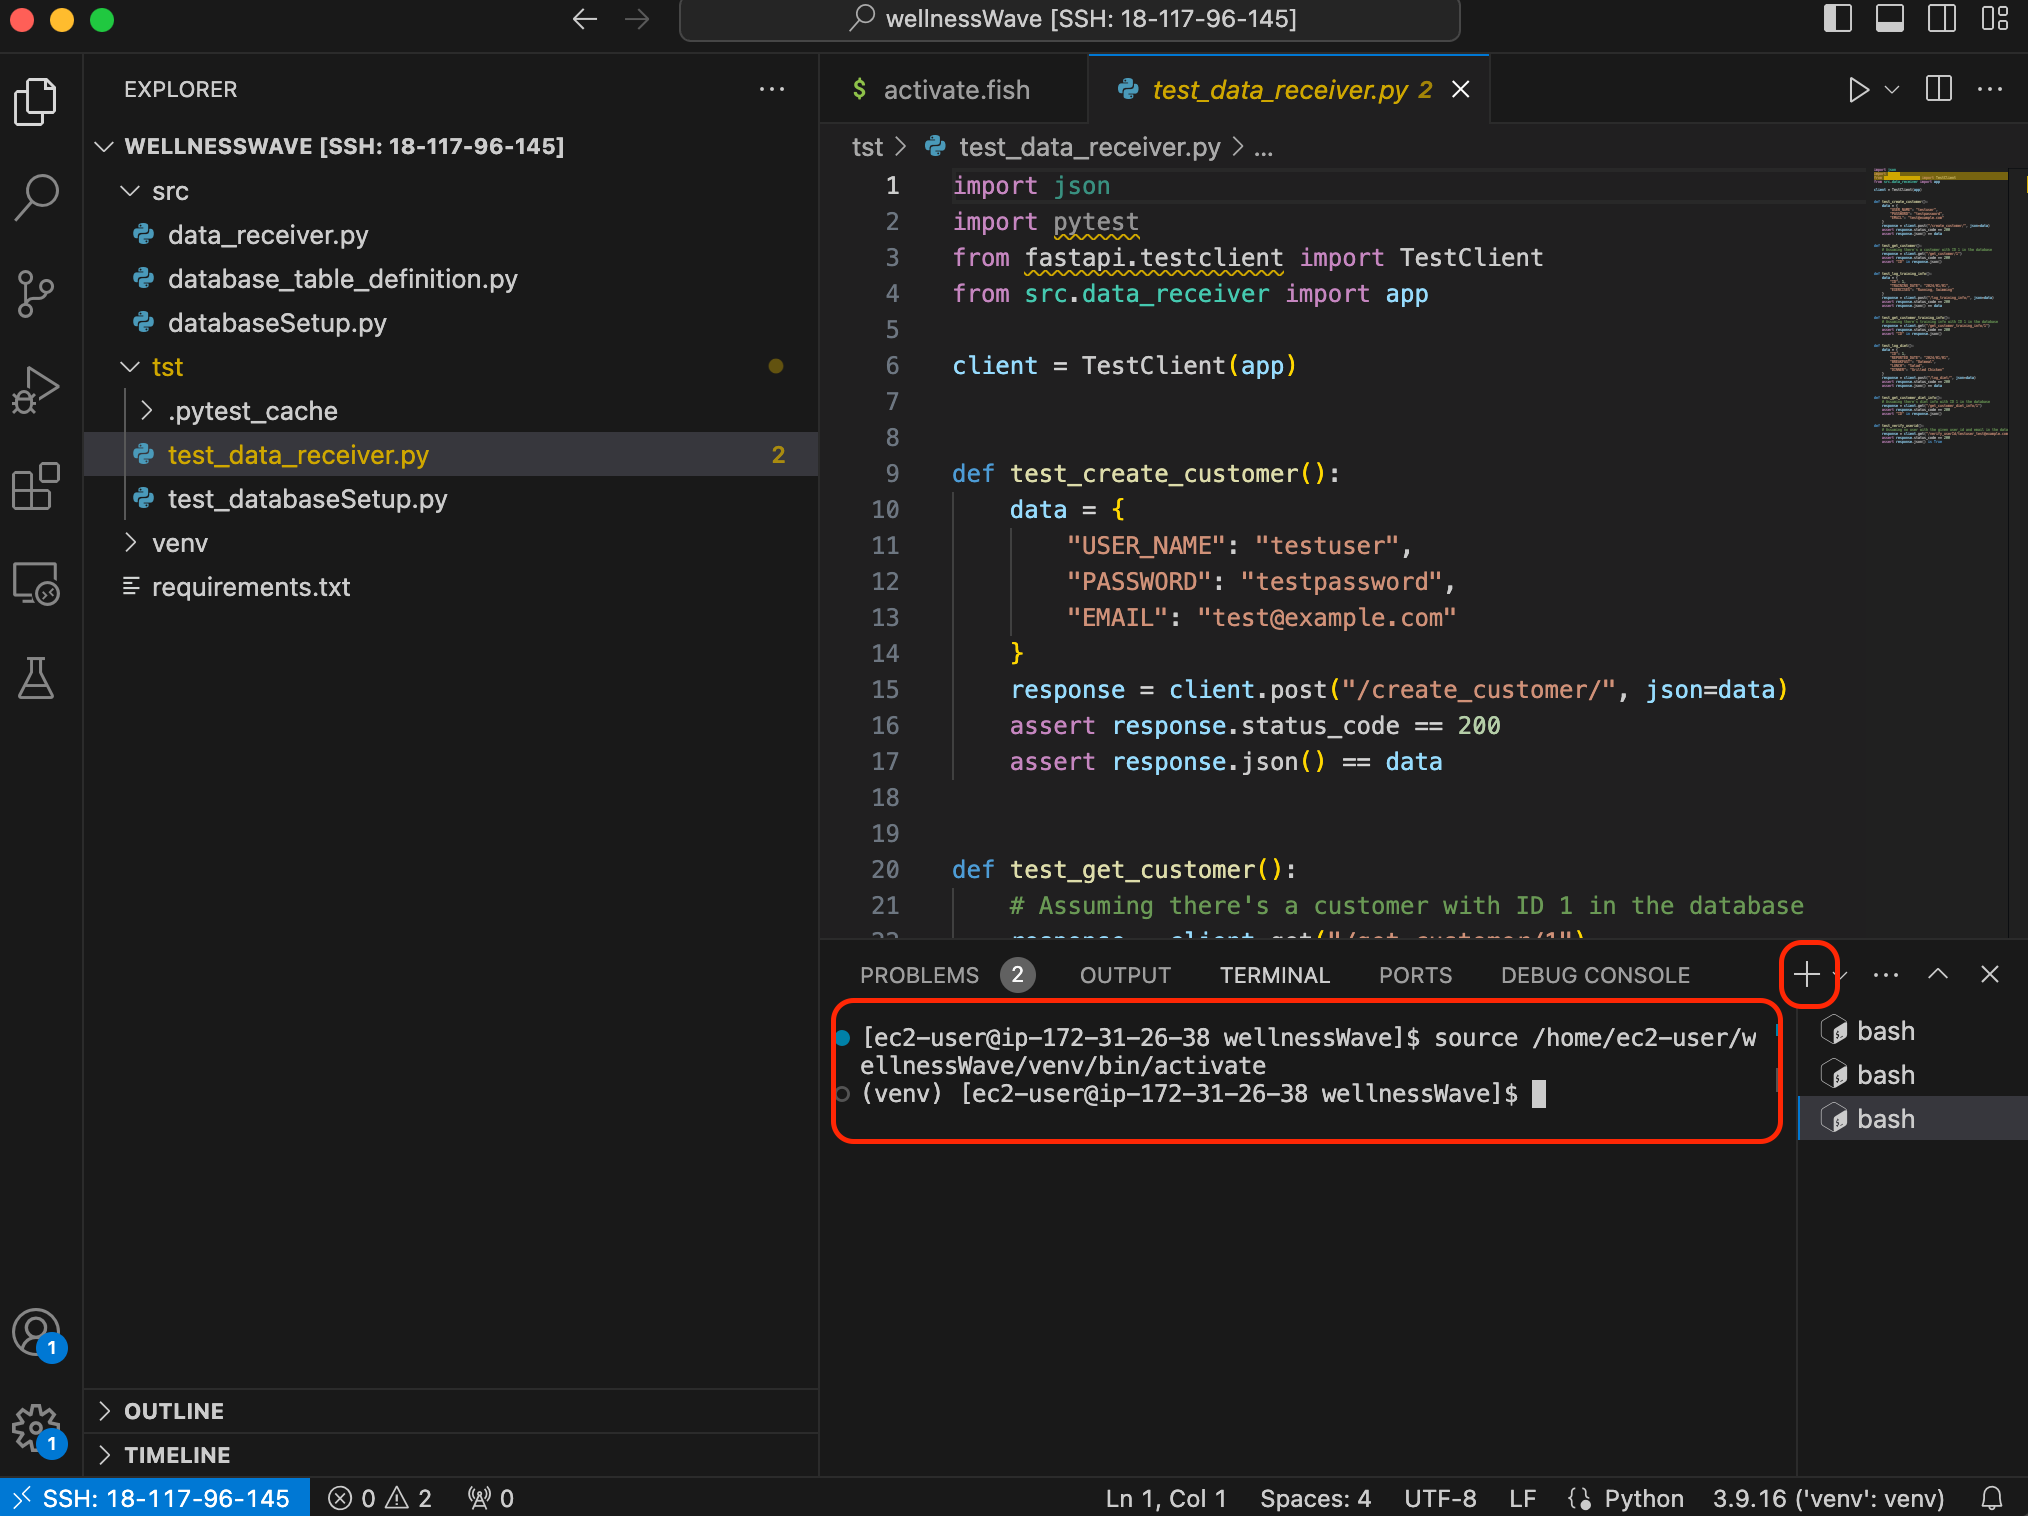 wellnessWave [SSH: 18-117-96-145]
EXPLORER
WELLNESSWAVE [SSH: 18-117-96-145]
src
data_receiver.py
database_table_definition.py
databaseSetup.py
tst
.pytest_cache
test_data_receiver.py 2
test_databaseSetup.py
venv
requirements.txt
OUTLINE
TIMELINE
1
1
$ activate.fish
test_data_receiver.py 2
tst > test_data_receiver.py > ...
1 import json
2 import pytest
3 from fastapi.testclient import TestClient
4 from src.data_receiver import app
5
6 client = TestClient(app)
7
8
9 def test_create_customer():
10 data = {
11 "USER_NAME": "testuser",
12 "PASSWORD": "testpassword",
13 "EMAIL": "test@example.com"
14 }
15 response = client.post("/create_customer/", json=data)
16 assert response.status_code == 200
17 assert response.json() == data
18
19
20 def test_get_customer():
21 # Assuming there's a customer with ID 1 in the database
22 response = client.get("/get_customer/1")
PROBLEMS 2 OUTPUT TERMINAL PORTS DEBUG CONSOLE
[ec2-user@ip-172-31-26-38 wellnessWave]$ source /home/ec2-user/w
ellnessWave/venv/bin/activate
(venv) [ec2-user@ip-172-31-26-38 wellnessWave]$
bash
bash
bash
SSH: 18-117-96-145 0 2 0 Ln 1, Col 1 Spaces: 4 UTF-8 LF Python 3.9.16 ('venv': venv)